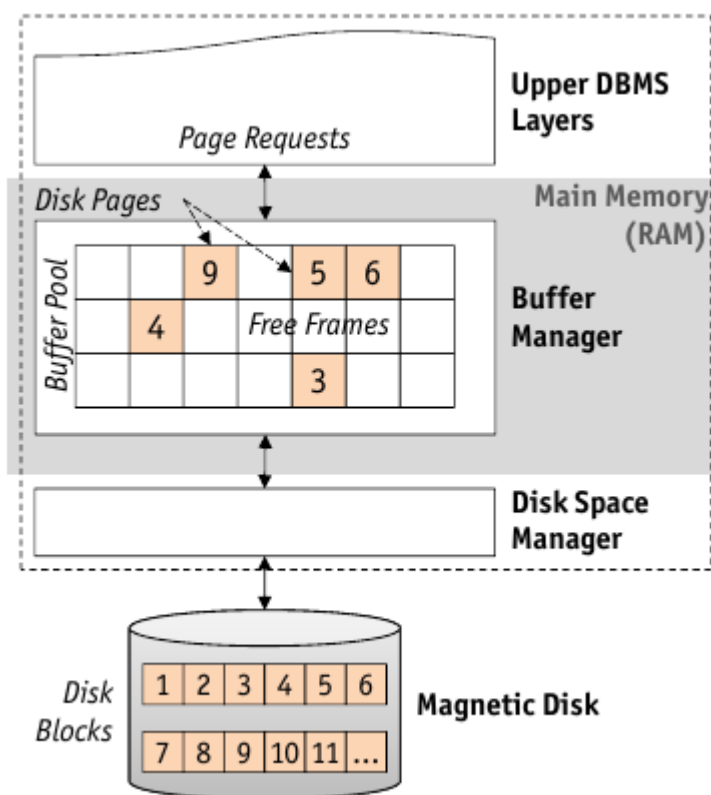 Upper DBMS
Layers
Page Requests
Disk Pages
Main Memory
(RAM)
Buffer Pool
9 5 6
4 Free Frames
3
Buffer
Manager
Disk Space
Manager
Disk
Blocks
1 2 3 4 5 6
7 8 9 10 11 ...
Magnetic Disk